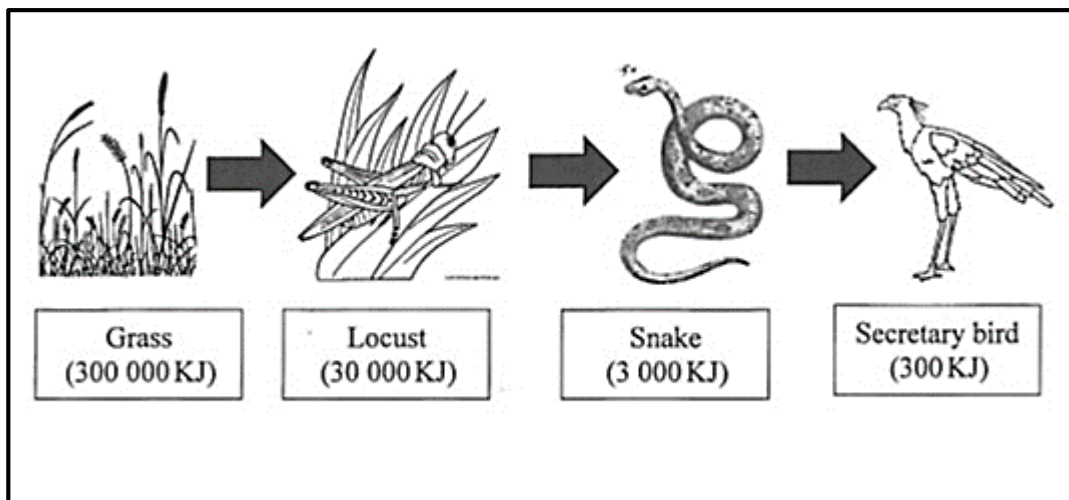 Grass
(300 000 KJ)
Locust
(30 000 KJ)
Snake
(3 000 KJ)
Secretary bird
(300 KJ)